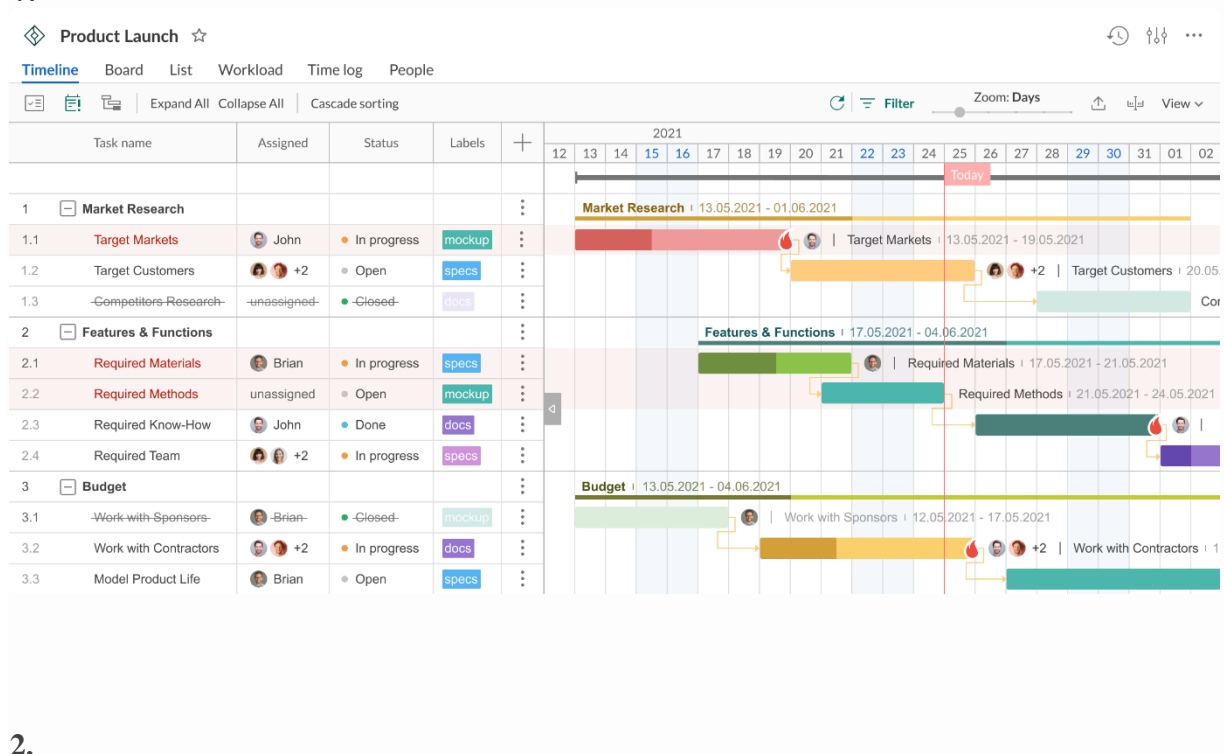 Product Launch
Timeline Board List Workload Time log People
Expand All Collapse All Cascade sorting Filter Zoom: Days View
Task name Assigned Status Labels 2021
12 13 14 15 16 17 18 19 20 21 22 23 24 25 26 27 28 29 30 31 01 02
Today
1 Market Research Market Research 13.05.2021 - 01.06.2021
1.1 Target Markets John In progress mockup Target Markets 13.05.2021 - 19.05.2021
1.2 Target Customers +2 Open specs +2 Target Customers 20.05
1.3 Competitors Research unassigned Closed docs
2 Features & Functions Features & Functions 17.05.2021 - 04.06.2021
2.1 Required Materials Brian In progress specs Required Materials 17.05.2021 - 21.05.2021
2.2 Required Methods unassigned Open mockup Required Methods 21.05.2021 - 24.05.2021
2.3 Required Know-How John Done docs
2.4 Required Team +2 In progress specs
3 Budget Budget 13.05.2021 - 04.06.2021
3.1 Work with Sponsors Brian Closed mockup Work with Sponsors 12.05.2021 - 17.05.2021
3.2 Work with Contractors +2 In progress docs +2 Work with Contractors 1
3.3 Model Product Life Brian Open specs
2.